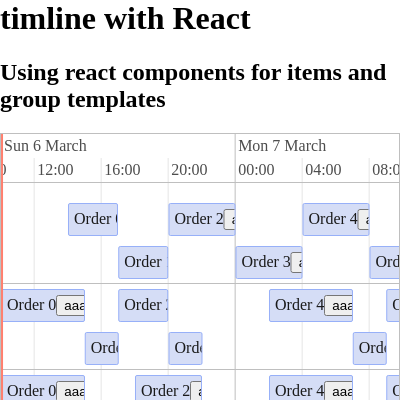 timline with React
Using react components for items and
group templates
Sun 6 March
Mon 7 March
12:00 16:00 20:00 00:00 04:00
Order Order 2 Order 4
Order Order 3
Order 0 aaa Order Order 4 aaa
Order 0 aaa Order 2 Order 4 aaa